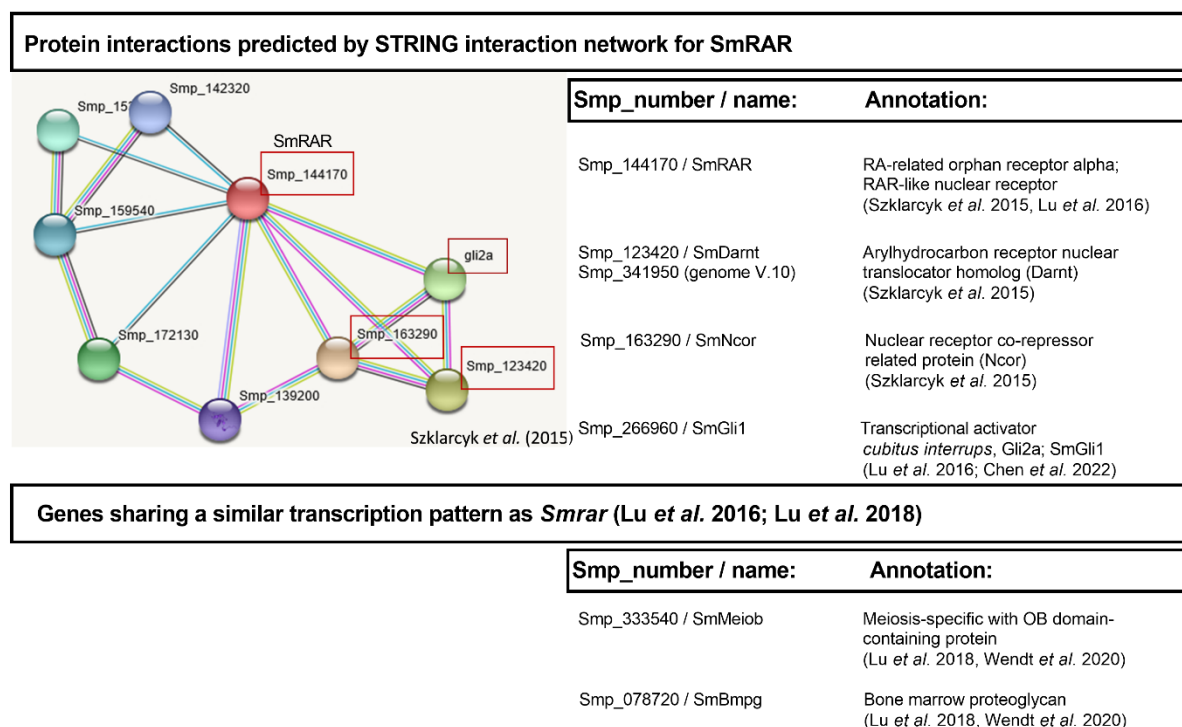 Protein interactions predicted by STRING interaction network for SmRAR
Smp_142320
SmRAR
Smp_144170
Smp_159540
gli2a
Smp_172130
Smp_163290
Smp_123420
Smp_139200
Szklarcyk et al. (2015)
Smp_number / name: Annotation:
Smp_144170 / SmRAR RA-related orphan receptor alpha;
RAR-like nuclear receptor
(Szklarcyk et al. 2015, Lu et al. 2016)
Smp_123420 / SmDarnt Arylhydrocarbon receptor nuclear
Smp_341950 (genome V.10) translocator homolog (Darnt)
(Szklarcyk et al. 2015)
Smp_163290 / SmNcor Nuclear receptor co-repressor
related protein (Ncor)
(Szklarcyk et al. 2015)
Smp_266960 / SmGli1 Transcriptional activator
cubitus interrups, Gli2a; SmGli1
(Lu et al. 2016; Chen et al. 2022)
Genes sharing a similar transcription pattern as Smrar (Lu et al. 2016; Lu et al. 2018)
Smp_number / name: Annotation:
Smp_333540 / SmMeiob Meiosis-specific with OB domain-
containing protein
(Lu et al. 2018, Wendt et al. 2020)
Smp_078720 / SmBmpg Bone marrow proteoglycan
(Lu et al. 2018, Wendt et al. 2020)